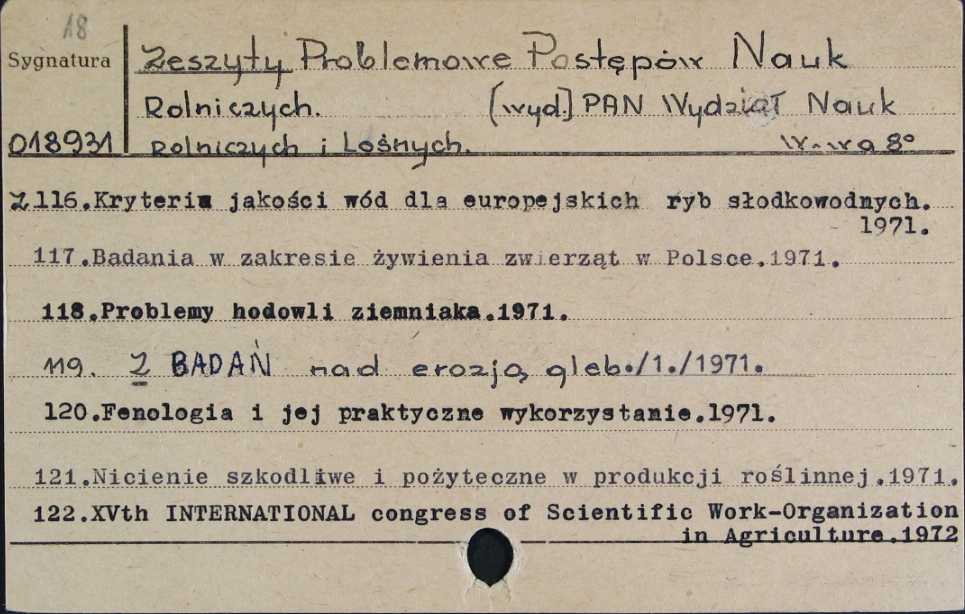 18
Sygnatura
Zeszyty Problemowe Postępów Nauk
Rolniczych. [wyd.] PAN Wydział Nauk
018931 Rolniczych i Leśnych. W-wa 8°
Z 116.Kryteria jakości wód dla europejskich ryb słodkowodnych.
1971.
117.Badania w zakresie żywienia zwierząt w Polsce.1971.
118.Problemy hodowli ziemniaka.1971.
119. Z BADAŃ nad erozją gleb./1./1971.
120.Fenologia i jej praktyczne wykorzystanie.1971.
121.Nicienie szkodliwe i pożyteczne w produkcji roślinnej.1971.
122.XVth INTERNATIONAL congress of Scientific Work-Organization
in Agriculture.1972